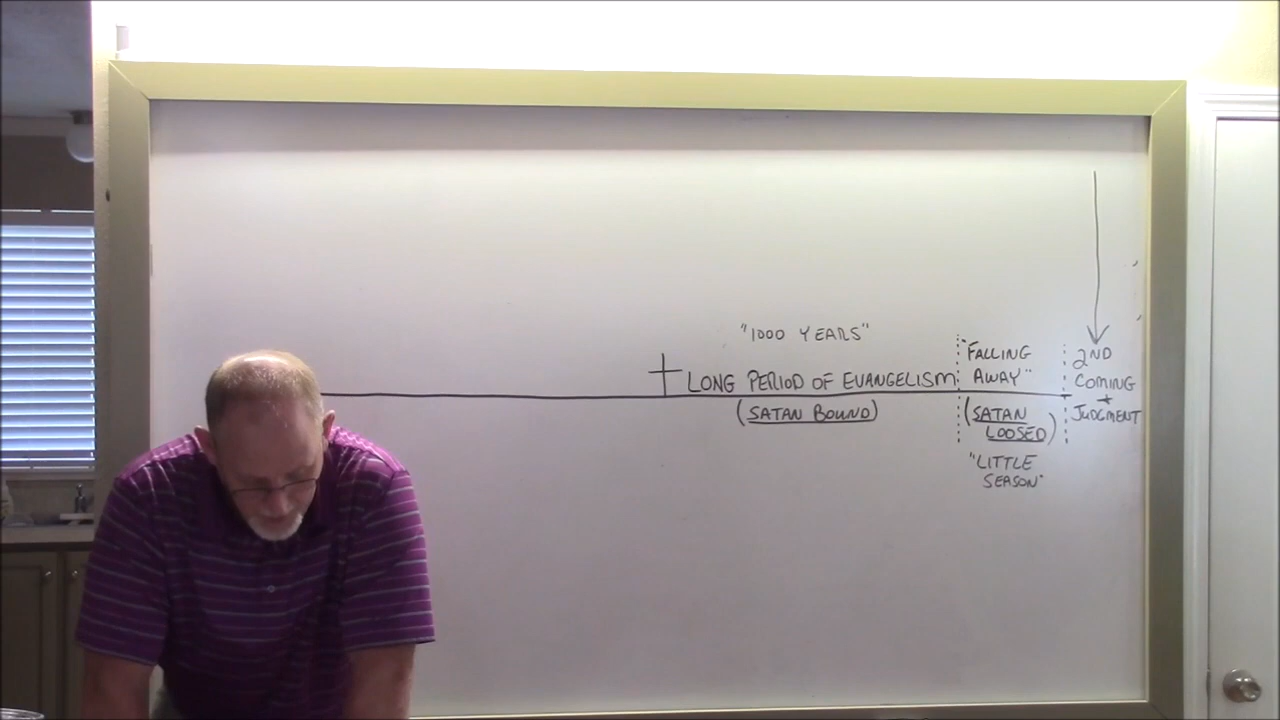 "1000 YEARS"
LONG PERIOD OF EVANGELISM
(SATAN BOUND)
"FALLING
AWAY"
(SATAN
LOOSED)
"LITTLE
SEASON"
2ND
COMING
+
JUDGMENT